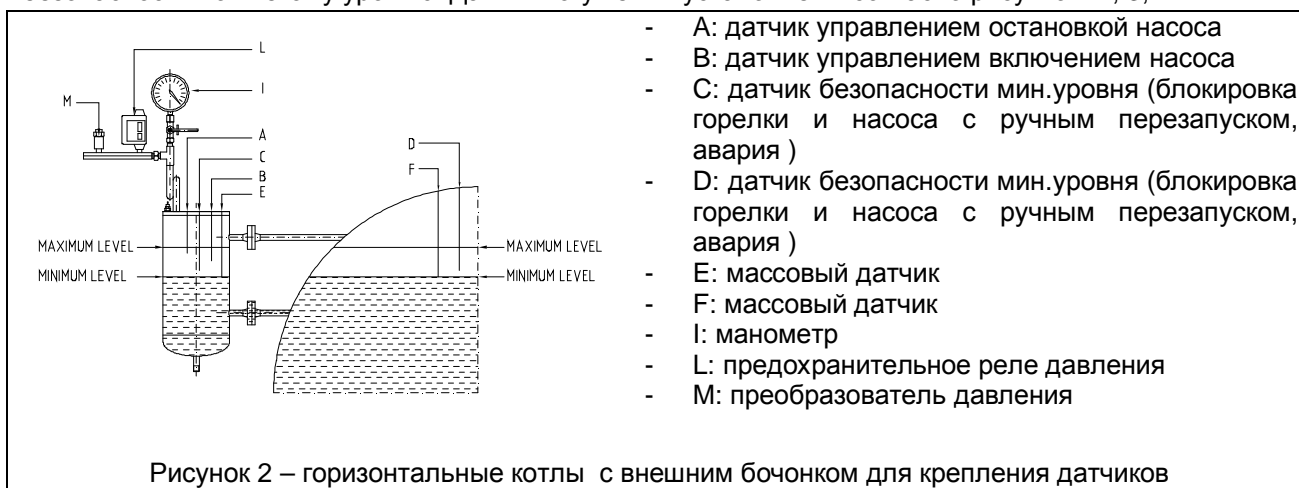 L
M
I
A
C
B
E
D
F
MAXIMUM LEVEL
MINIMUM LEVEL
MAXIMUM LEVEL
MINIMUM LEVEL
- A: датчик управлением остановкой насоса
- B: датчик управлением включением насоса
- C: датчик безопасности мин.уровня (блокировка
горелки и насоса с ручным перезапуском,
авария )
- D: датчик безопасности мин.уровня (блокировка
горелки и насоса с ручным перезапуском,
авария )
- E: массовый датчик
- F: массовый датчик
- I: манометр
- L: предохранительное реле давления
- M: преобразователь давления
Рисунок 2 – горизонтальные котлы с внешним бочонком для крепления датчиков